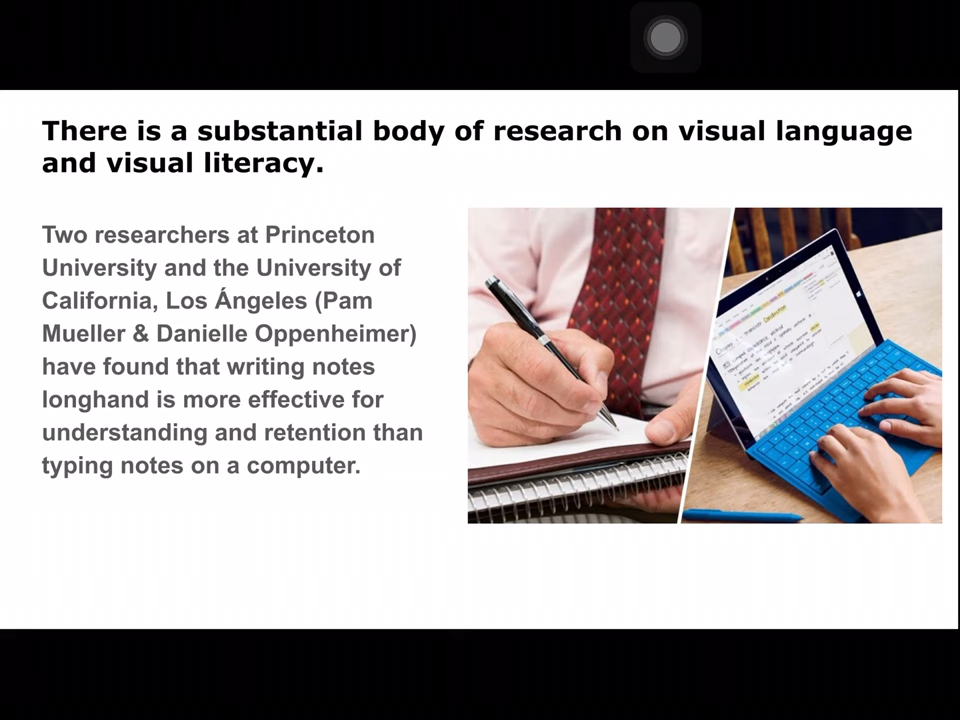 There is a substantial body of research on visual language
and visual literacy.
Two researchers at Princeton
University and the University of
California, Los Ángeles (Pam
Mueller & Danielle Oppenheimer)
have found that writing notes
longhand is more effective for
understanding and retention than
typing notes on a computer.